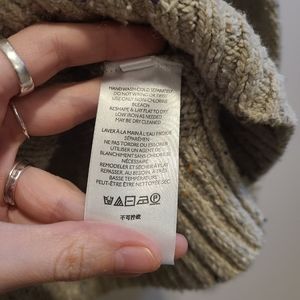 HAND WASH COLD SEPARATELY
DO NOT WRING OR TWIST
USE ONLY NON-CHLORINE
BLEACH
RESHAPE & LAY FLAT TO DRY
LOW IRON AS NEEDED
MAY BE DRY CLEANED
LAVER À LA MAIN À L'EAU FROIDE
SÉPARÉMENT
NE PAS TORDRE OU ESSORER
UTILISER UN AGENT DE
BLANCHIMENT SANS CHLORE SI
NÉCESSAIRE
REMODELER ET SÉCHER À PLAT
REPASSER À TRÈS
BASSE TEMPÉRATURE
PEUT-ÊTRE ÊTRE NETTOYÉ SEC
不可拧绞